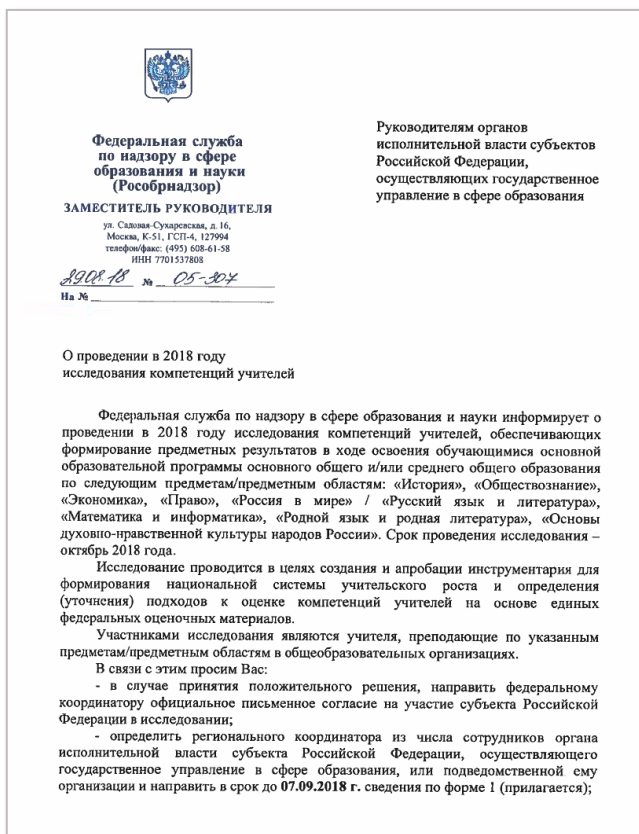 Федеральная служба
по надзору в сфере
образования и науки
(Рособрнадзор)
ЗАМЕСТИТЕЛЬ РУКОВОДИТЕЛЯ
ул. Садовая-Сухаревская, д. 16,
Москва, К-51, ГСП-4, 127994
телефон/факс: (495) 608-61-58
ИНН 7701537808
29.08.18 № 05-307
На №
Руководителям органов
исполнительной власти субъектов
Российской Федерации,
осуществляющих государственное
управление в сфере образования
О проведении в 2018 году
исследования компетенций учителей
Федеральная служба по надзору в сфере образования и науки информирует о
проведении в 2018 году исследования компетенций учителей, обеспечивающих
формирование предметных результатов в ходе освоения обучающимися основной
образовательной программы основного общего и/или среднего общего образования
по следующим предметам/предметным областям: «История», «Обществознание»,
«Экономика», «Право», «Россия в мире» / «Русский язык и литература»,
«Математика и информатика», «Родной язык и родная литература», «Основы
духовно-нравственной культуры народов России». Срок проведения исследования –
октябрь 2018 года.
Исследование проводится в целях создания и апробации инструментария для
формирования национальной системы учительского роста и определения
(уточнения) подходов к оценке компетенций учителей на основе единых
федеральных оценочных материалов.
Участниками исследования являются учителя, преподающие по указанным
предметам/предметным областям в общеобразовательных организациях.
В связи с этим просим Вас:
- в случае принятия положительного решения, направить федеральному
координатору официальное письменное согласие на участие субъекта Российской
Федерации в исследовании;
- определить регионального координатора из числа сотрудников органа
исполнительной власти субъекта Российской Федерации, осуществляющего
государственное управление в сфере образования, или подведомственной ему
организации и направить в срок до 07.09.2018 г. сведения по форме 1 (прилагается);